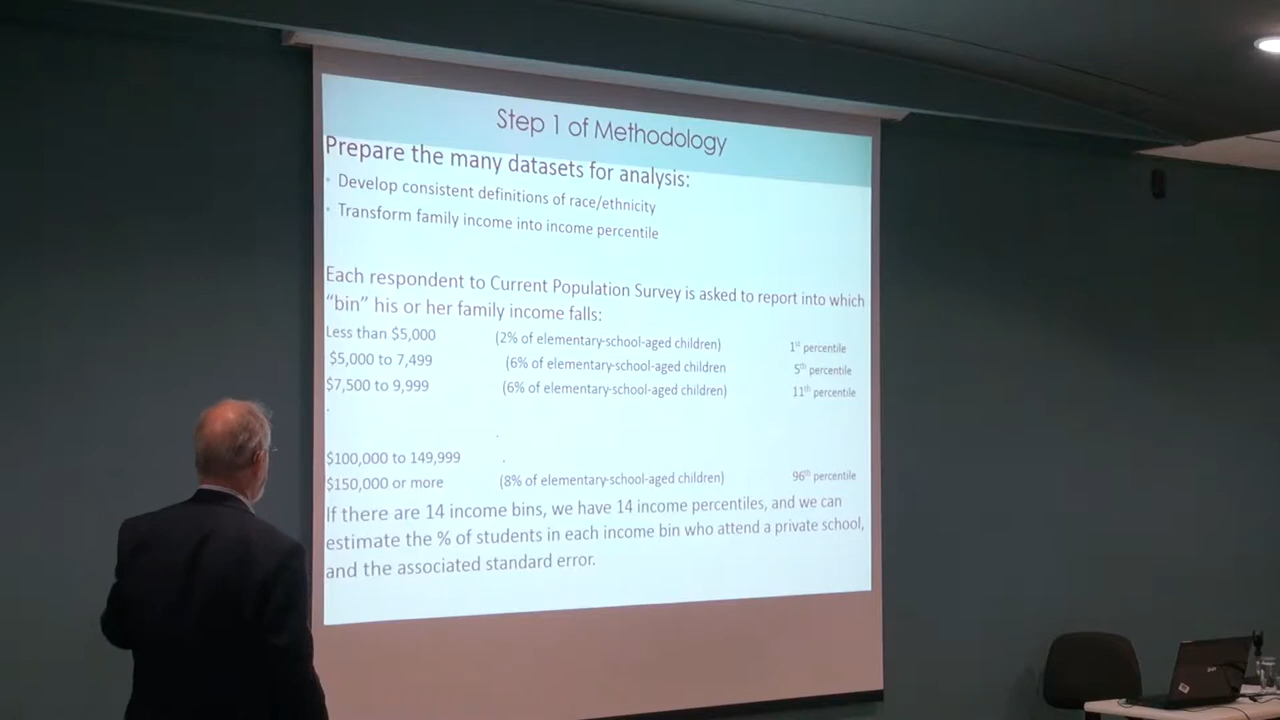 Step 1 of Methodology
Prepare the many datasets for analysis:
• Develop consistent definitions of race/ethnicity
• Transform family income into income percentile
Each respondent to Current Population Survey is asked to report into which
“bin” his or her family income falls:
Less than $5,000 (2% of elementary-school-aged children) 1st percentile
$5,000 to 7,499 (6% of elementary-school-aged children 5th percentile
$7,500 to 9,999 (6% of elementary-school-aged children) 11th percentile
.
.
$100,000 to 149,999 .
$150,000 or more (8% of elementary-school-aged children) 96th percentile
If there are 14 income bins, we have 14 income percentiles, and we can
estimate the % of students in each income bin who attend a private school,
and the associated standard error.